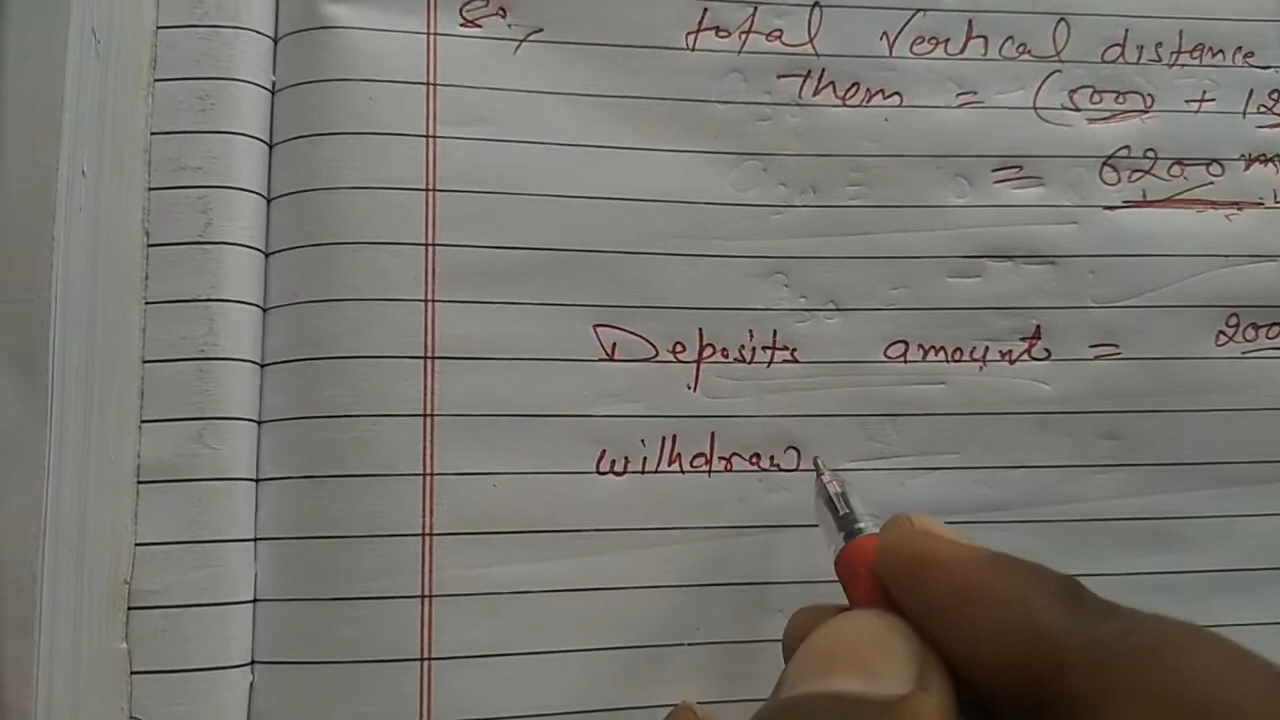 So,
total vertical distance
them = (5000 + 12
= 6200 m
Deposits amount = 200
withdraw